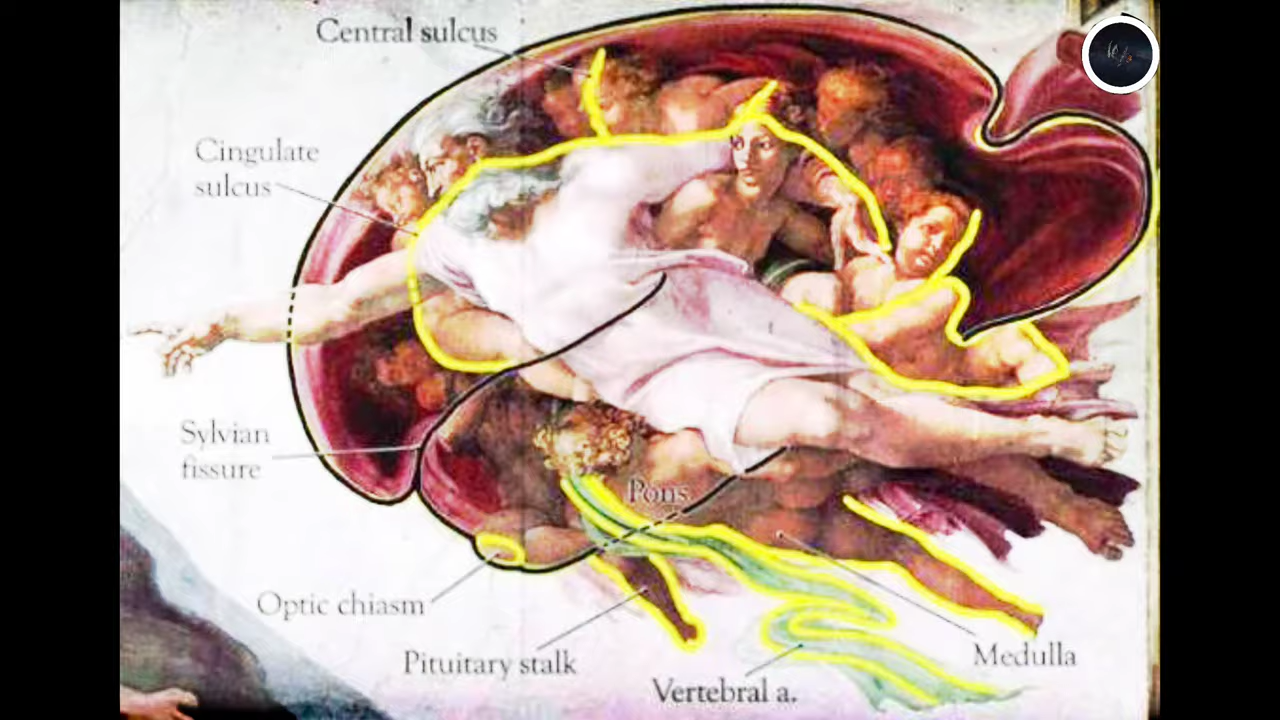 Central sulcus
Cingulate
sulcus
Sylvian
fissure
Pons
Optic chiasm
Pituitary stalk
Medulla
Vertebral a.